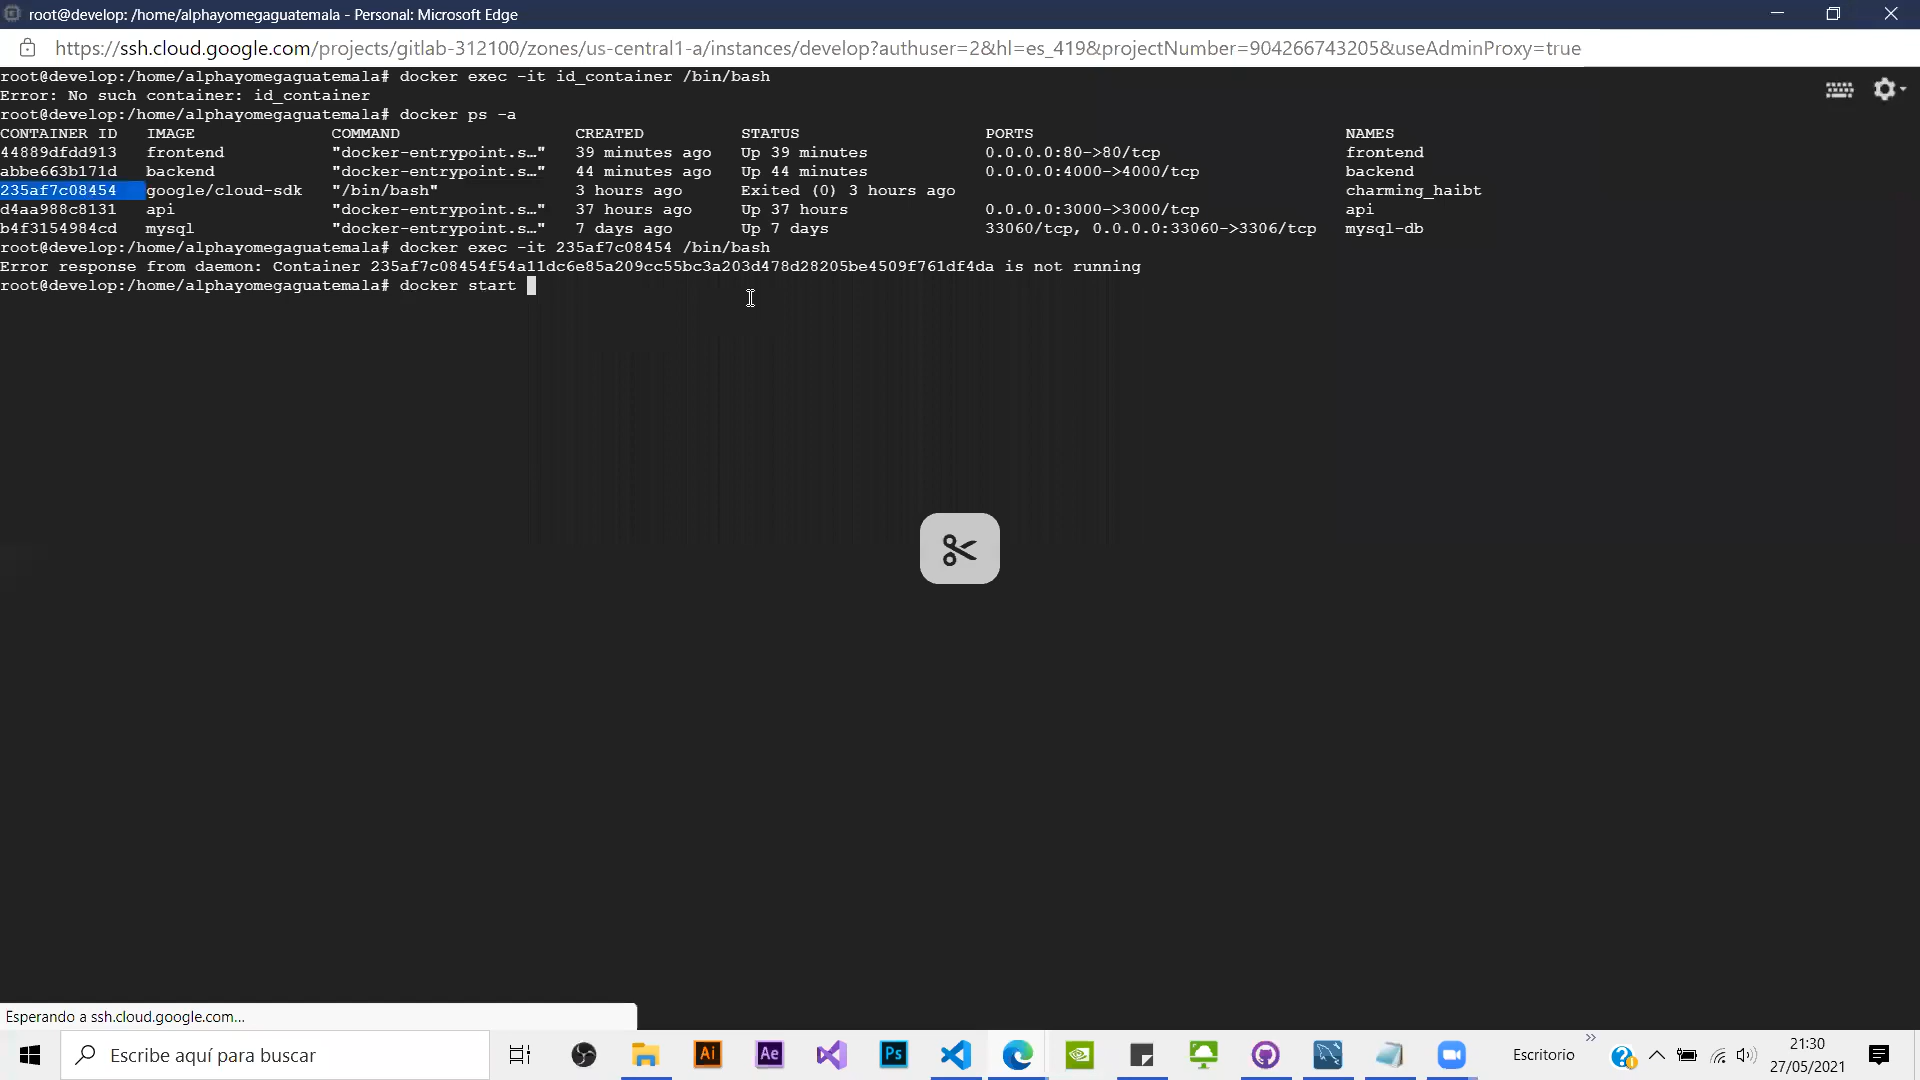 root@develop: /home/alphayomegaguatemala - Personal: Microsoft Edge
https://ssh.cloud.google.com/projects/gitlab-312100/zones/us-central1-a/instances/develop?authuser=2&hl=es_419&projectNumber=904266743205&useAdminProxy=true
root@develop:/home/alphayomegaguatemala# docker exec -it id_container /bin/bash
Error: No such container: id_container
root@develop:/home/alphayomegaguatemala# docker ps -a
CONTAINER ID IMAGE COMMAND CREATED STATUS PORTS NAMES
44889dfdd913 frontend "docker-entrypoint.s…" 39 minutes ago Up 39 minutes 0.0.0.0:80->80/tcp frontend
abbe663b171d backend "docker-entrypoint.s…" 44 minutes ago Up 44 minutes 0.0.0.0:4000->4000/tcp backend
235af7c08454 google/cloud-sdk "/bin/bash" 3 hours ago Exited (0) 3 hours ago charming_haibt
d4aa988c8131 api "docker-entrypoint.s…" 37 hours ago Up 37 hours 0.0.0.0:3000->3000/tcp api
b4f3154984cd mysql "docker-entrypoint.s…" 7 days ago Up 7 days 33060/tcp, 0.0.0.0:33060->3306/tcp mysql-db
root@develop:/home/alphayomegaguatemala# docker exec -it 235af7c08454 /bin/bash
Error response from daemon: Container 235af7c08454f54a11dc6e85a209cc55bc3a203d478d28205be4509f761df4da is not running
root@develop:/home/alphayomegaguatemala# docker start
Esperando a ssh.cloud.google.com...
Escribe aquí para buscar
Ai
Ae
Ps
Escritorio
21:30
27/05/2021